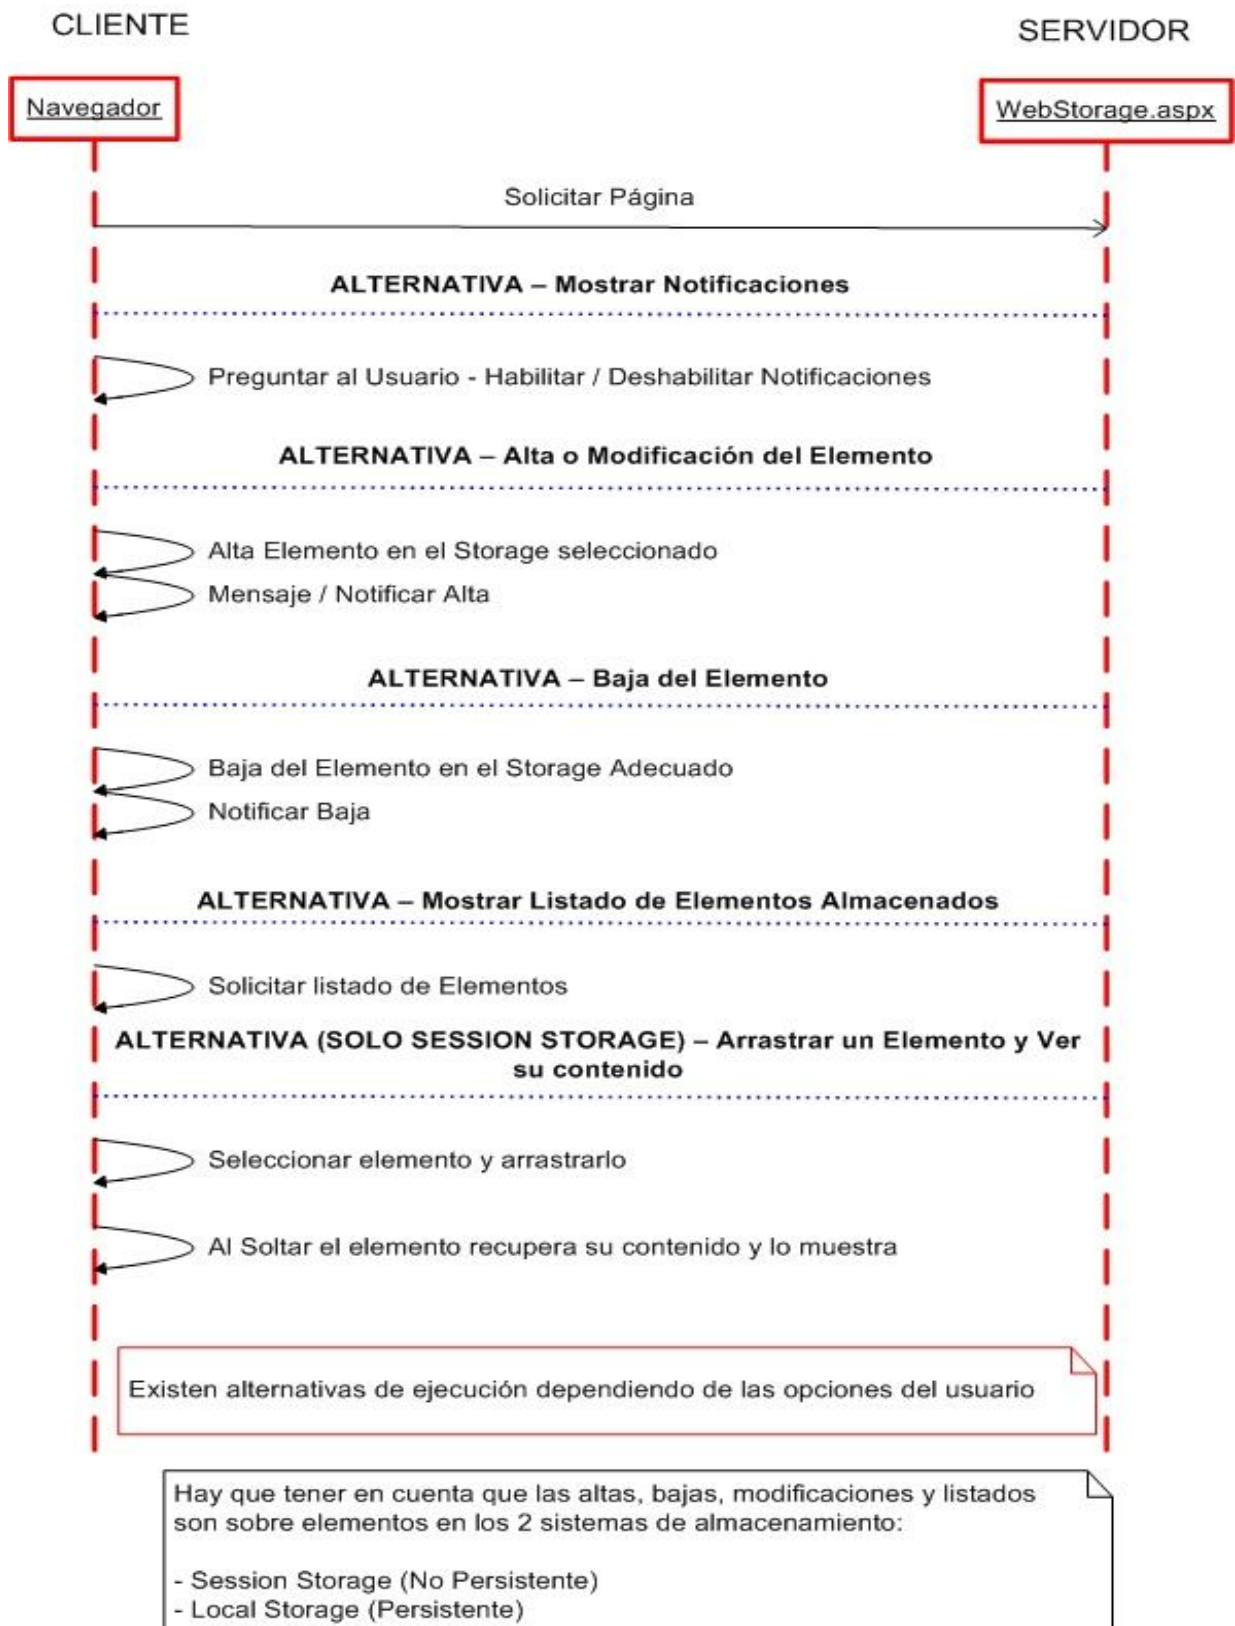 CLIENTE
SERVIDOR
Navegador
WebStorage.aspx
Solicitar Página
ALTERNATIVA – Mostrar Notificaciones
Preguntar al Usuario - Habilitar / Deshabilitar Notificaciones
ALTERNATIVA – Alta o Modificación del Elemento
Alta Elemento en el Storage seleccionado
Mensaje / Notificar Alta
ALTERNATIVA – Baja del Elemento
Baja del Elemento en el Storage Adecuado
Notificar Baja
ALTERNATIVA – Mostrar Listado de Elementos Almacenados
Solicitar listado de Elementos
ALTERNATIVA (SOLO SESSION STORAGE) – Arrastrar un Elemento y Ver
su contenido
Seleccionar elemento y arrastrarlo
Al Soltar el elemento recupera su contenido y lo muestra
Existen alternativas de ejecución dependiendo de las opciones del usuario
Hay que tener en cuenta que las altas, bajas, modificaciones y listados
son sobre elementos en los 2 sistemas de almacenamiento:
- Session Storage (No Persistente)
- Local Storage (Persistente)